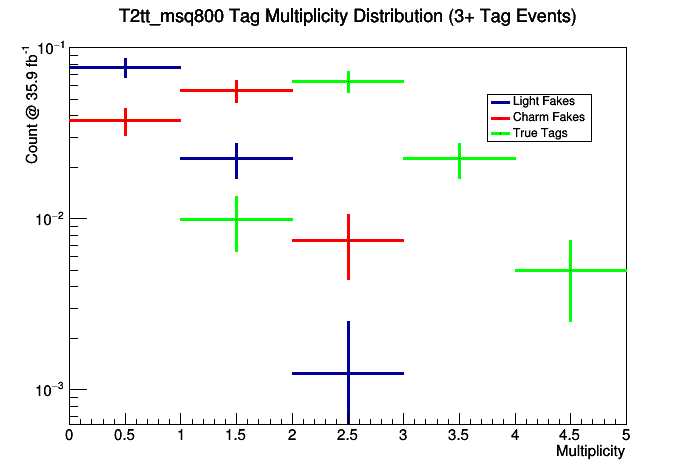 T2tt_msq800 Tag Multiplicity Distribution (3+ Tag Events)
Count @ 35.9 fb⁻¹
10⁻¹
10⁻²
10⁻³
Light Fakes
Charm Fakes
True Tags
0 0.5 1 1.5 2 2.5 3 3.5 4 4.5 5
Multiplicity